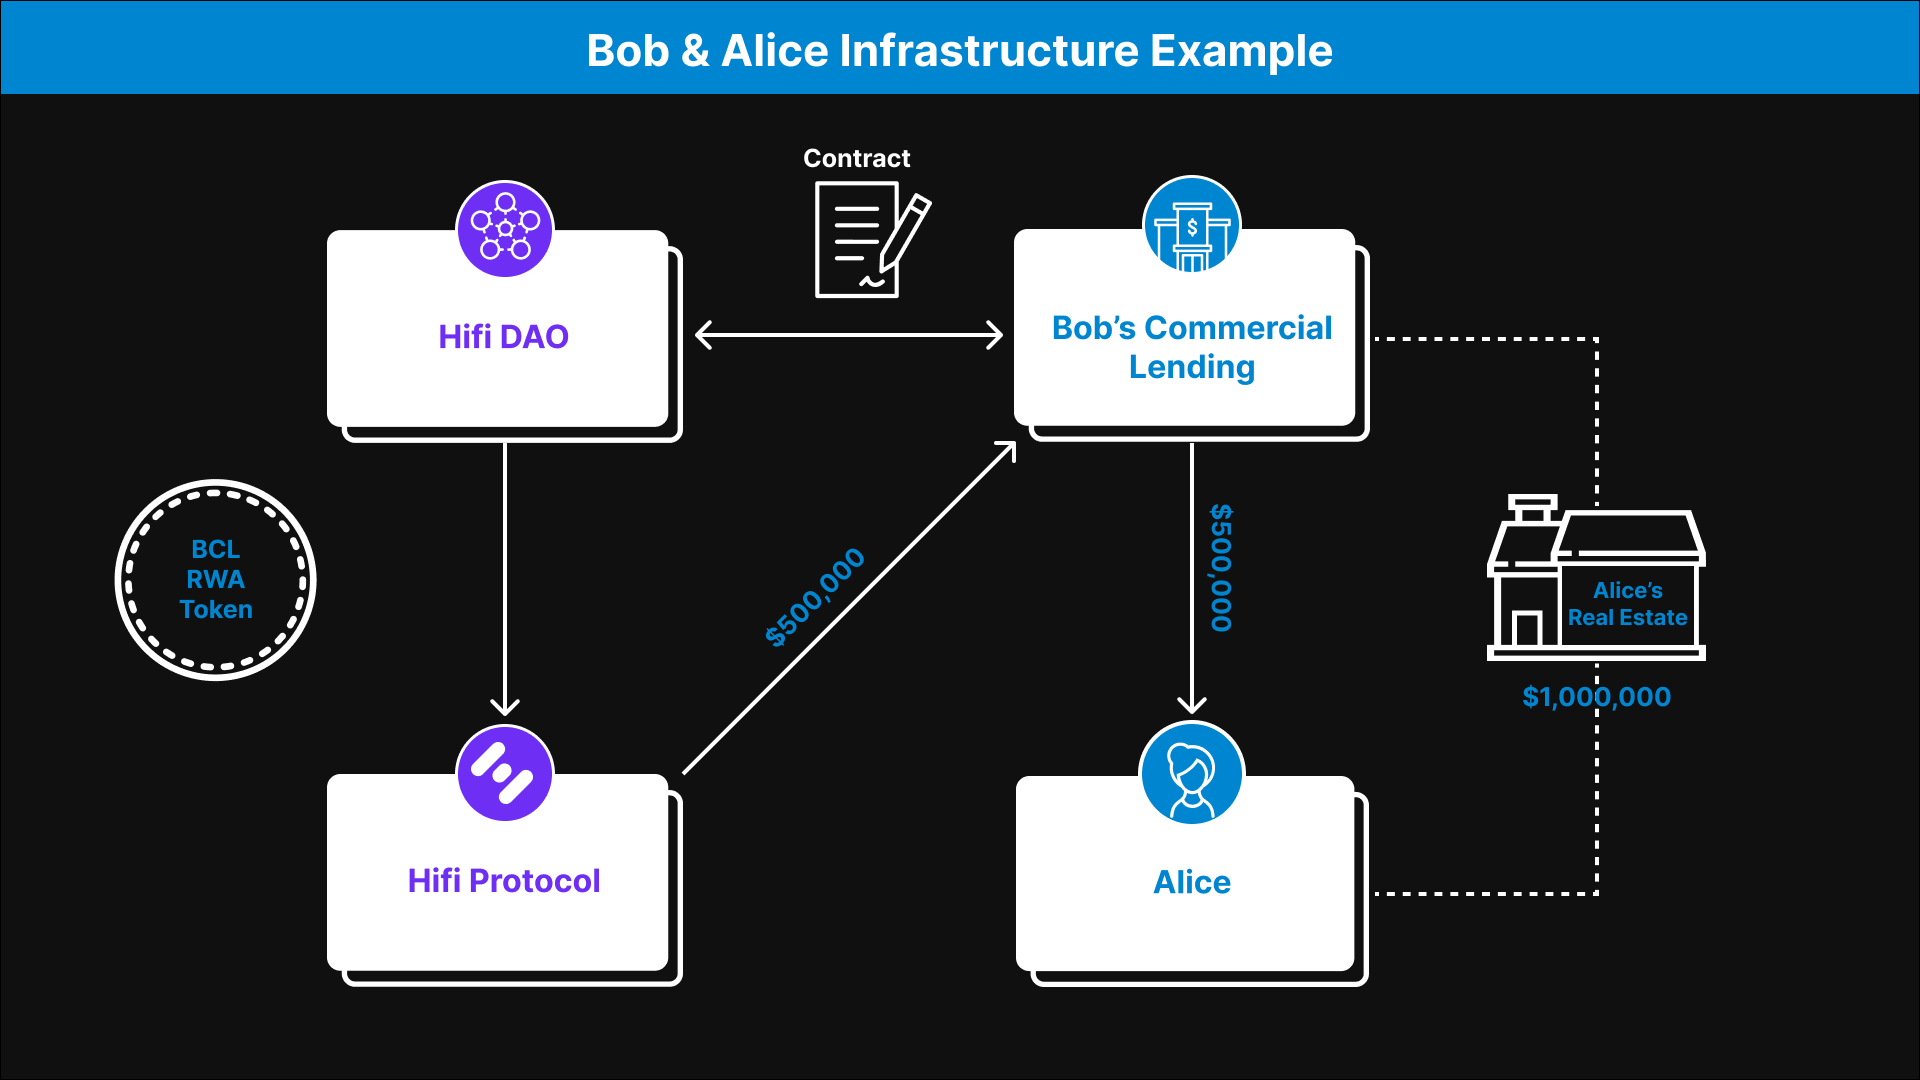 Bob & Alice Infrastructure Example
Contract
Hifi DAO
Bob’s Commercial
Lending
BCL
RWA
Token
$500,000
$500,000
Alice’s
Real Estate
$1,000,000
Hifi Protocol
Alice